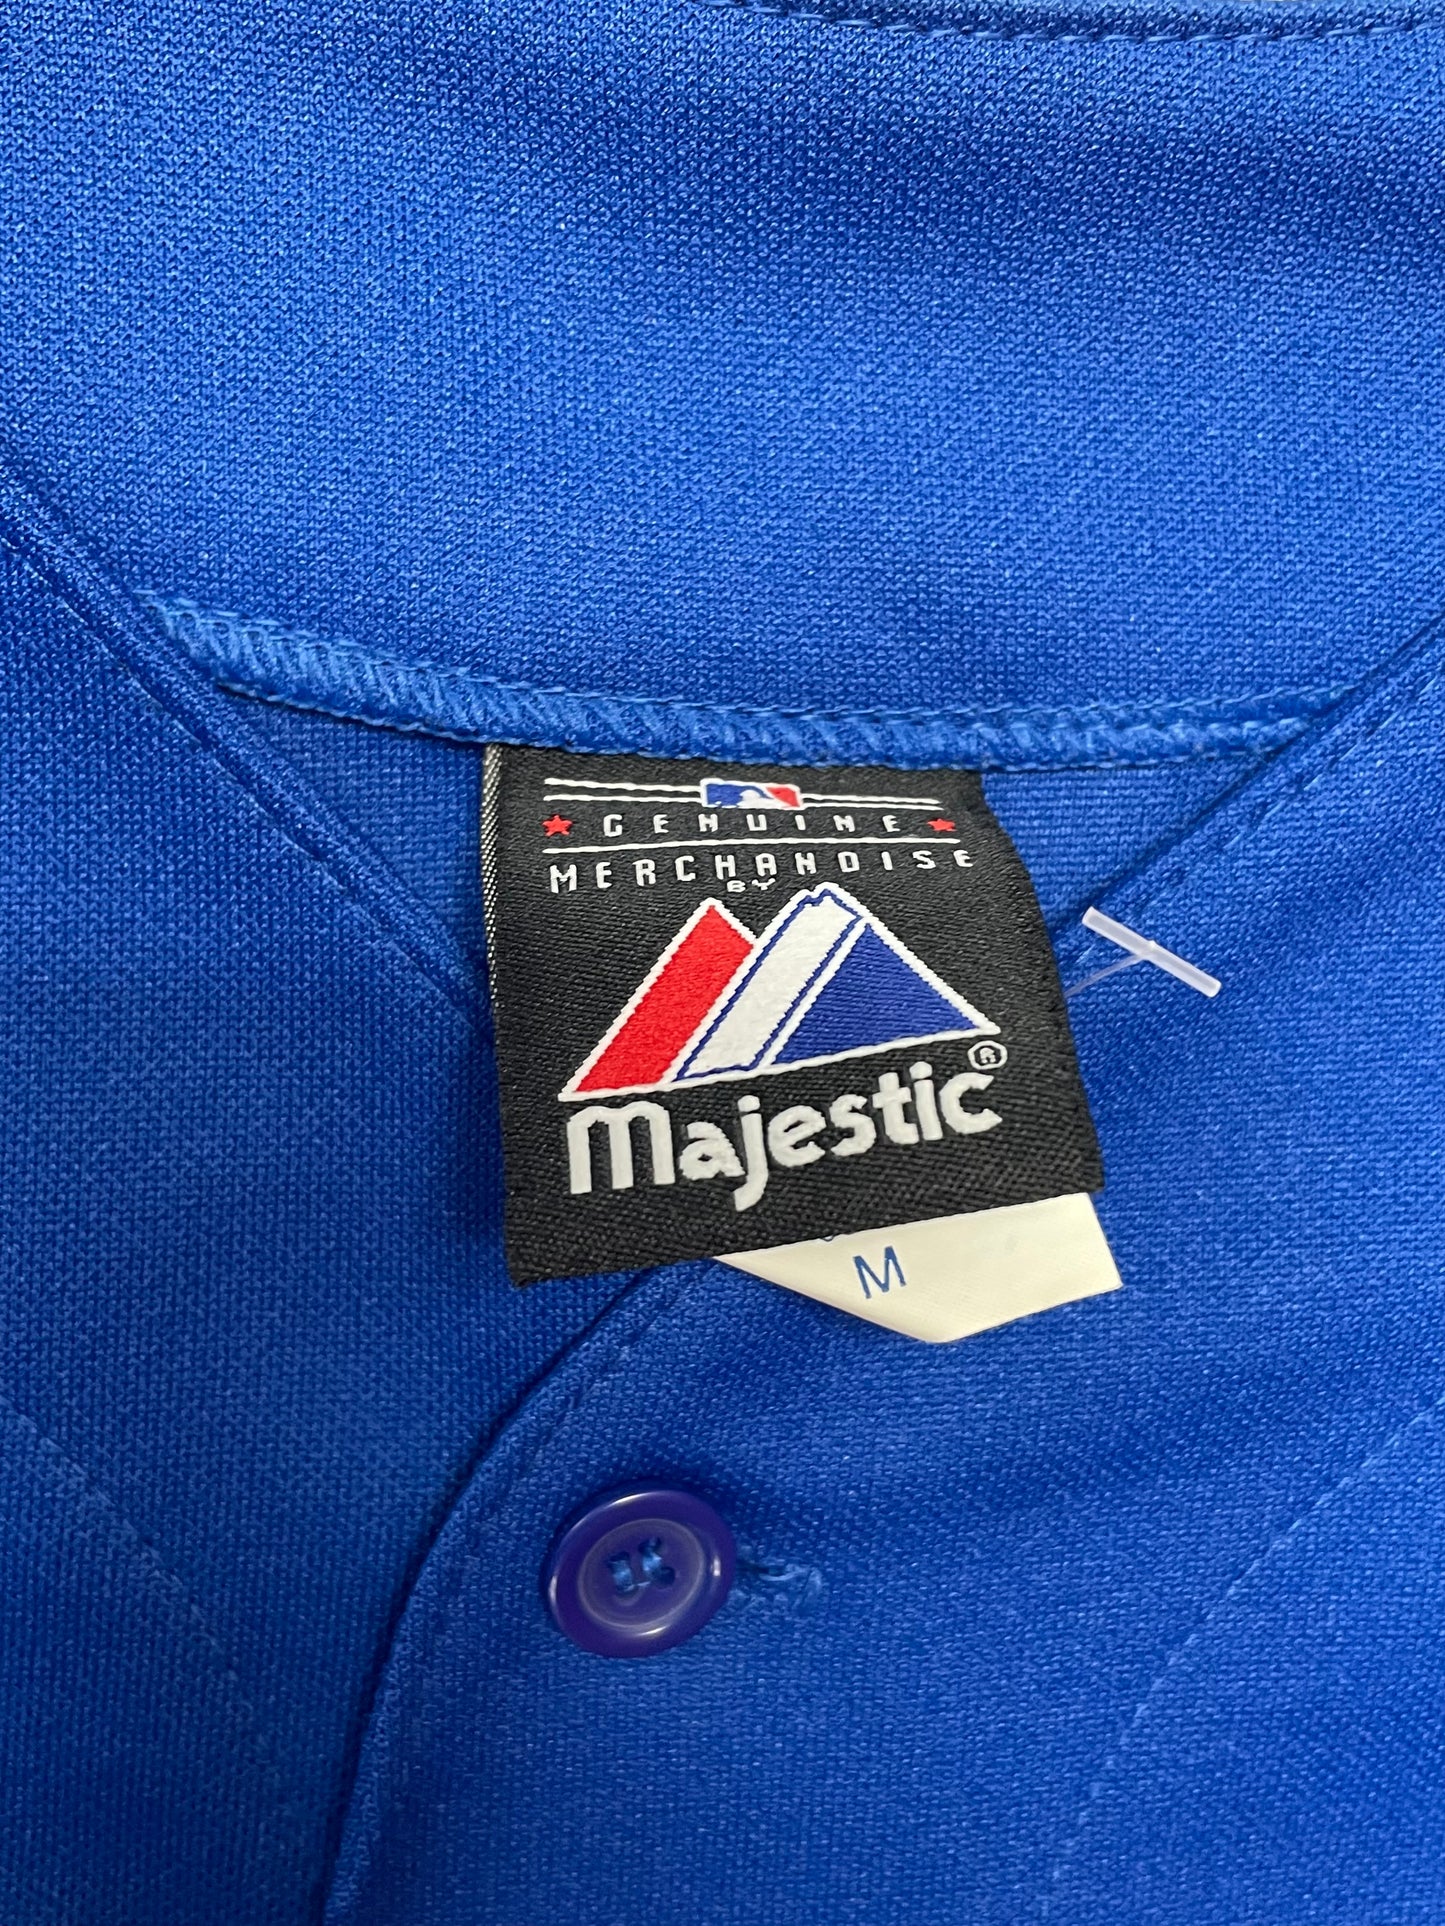 GENUINE
MERCHANDISE
BY
Majestic®
M